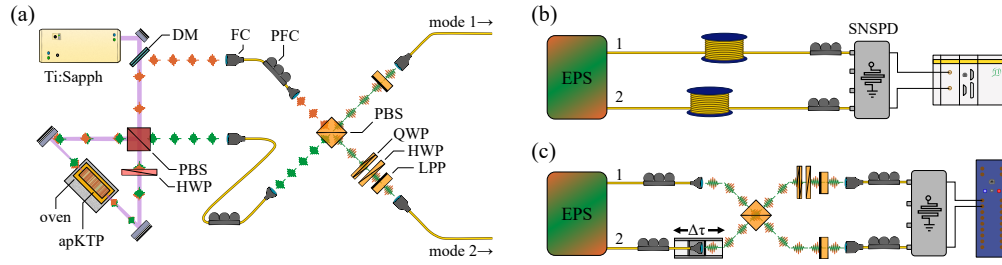 (a)
mode 1→
DM
FC
PFC
Ti:Sapph
PBS
QWP
HWP
LPP
PBS
HWP
oven
apKTP
mode 2→
(b)
SNSPD
1
EPS
2
(c)
1
EPS
2
Δτ